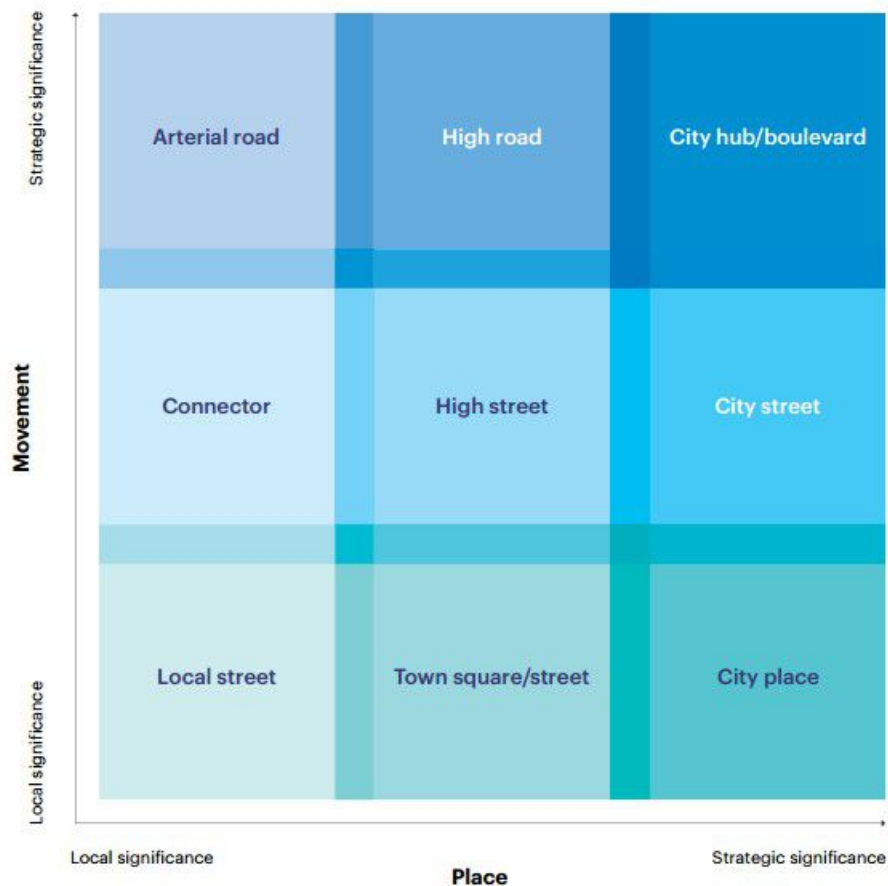 Strategic significance
Arterial road
High road
City hub/boulevard
Movement
Connector
High street
City street
Local significance
Local street
Town square/street
City place
Local significance
Strategic significance
Place